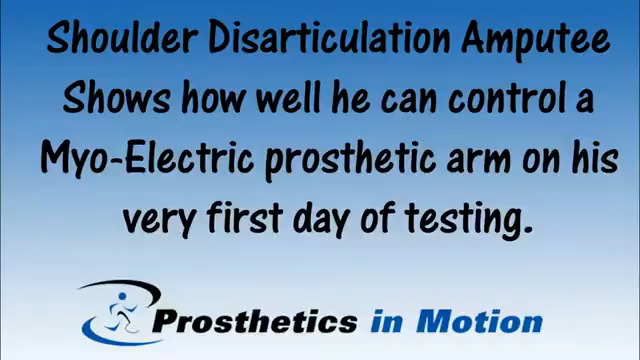 Shoulder Disarticulation Amputee
Shows how well he can control a
Myo-Electric prosthetic arm on his
very first day of testing.
Prosthetics in Motion